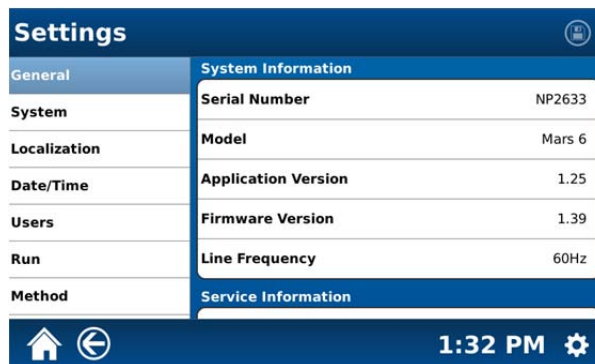 Settings
General
System
Localization
Date/Time
Users
Run
Method
System Information
Serial Number NP2633
Model Mars 6
Application Version 1.25
Firmware Version 1.39
Line Frequency 60Hz
Service Information
1:32 PM